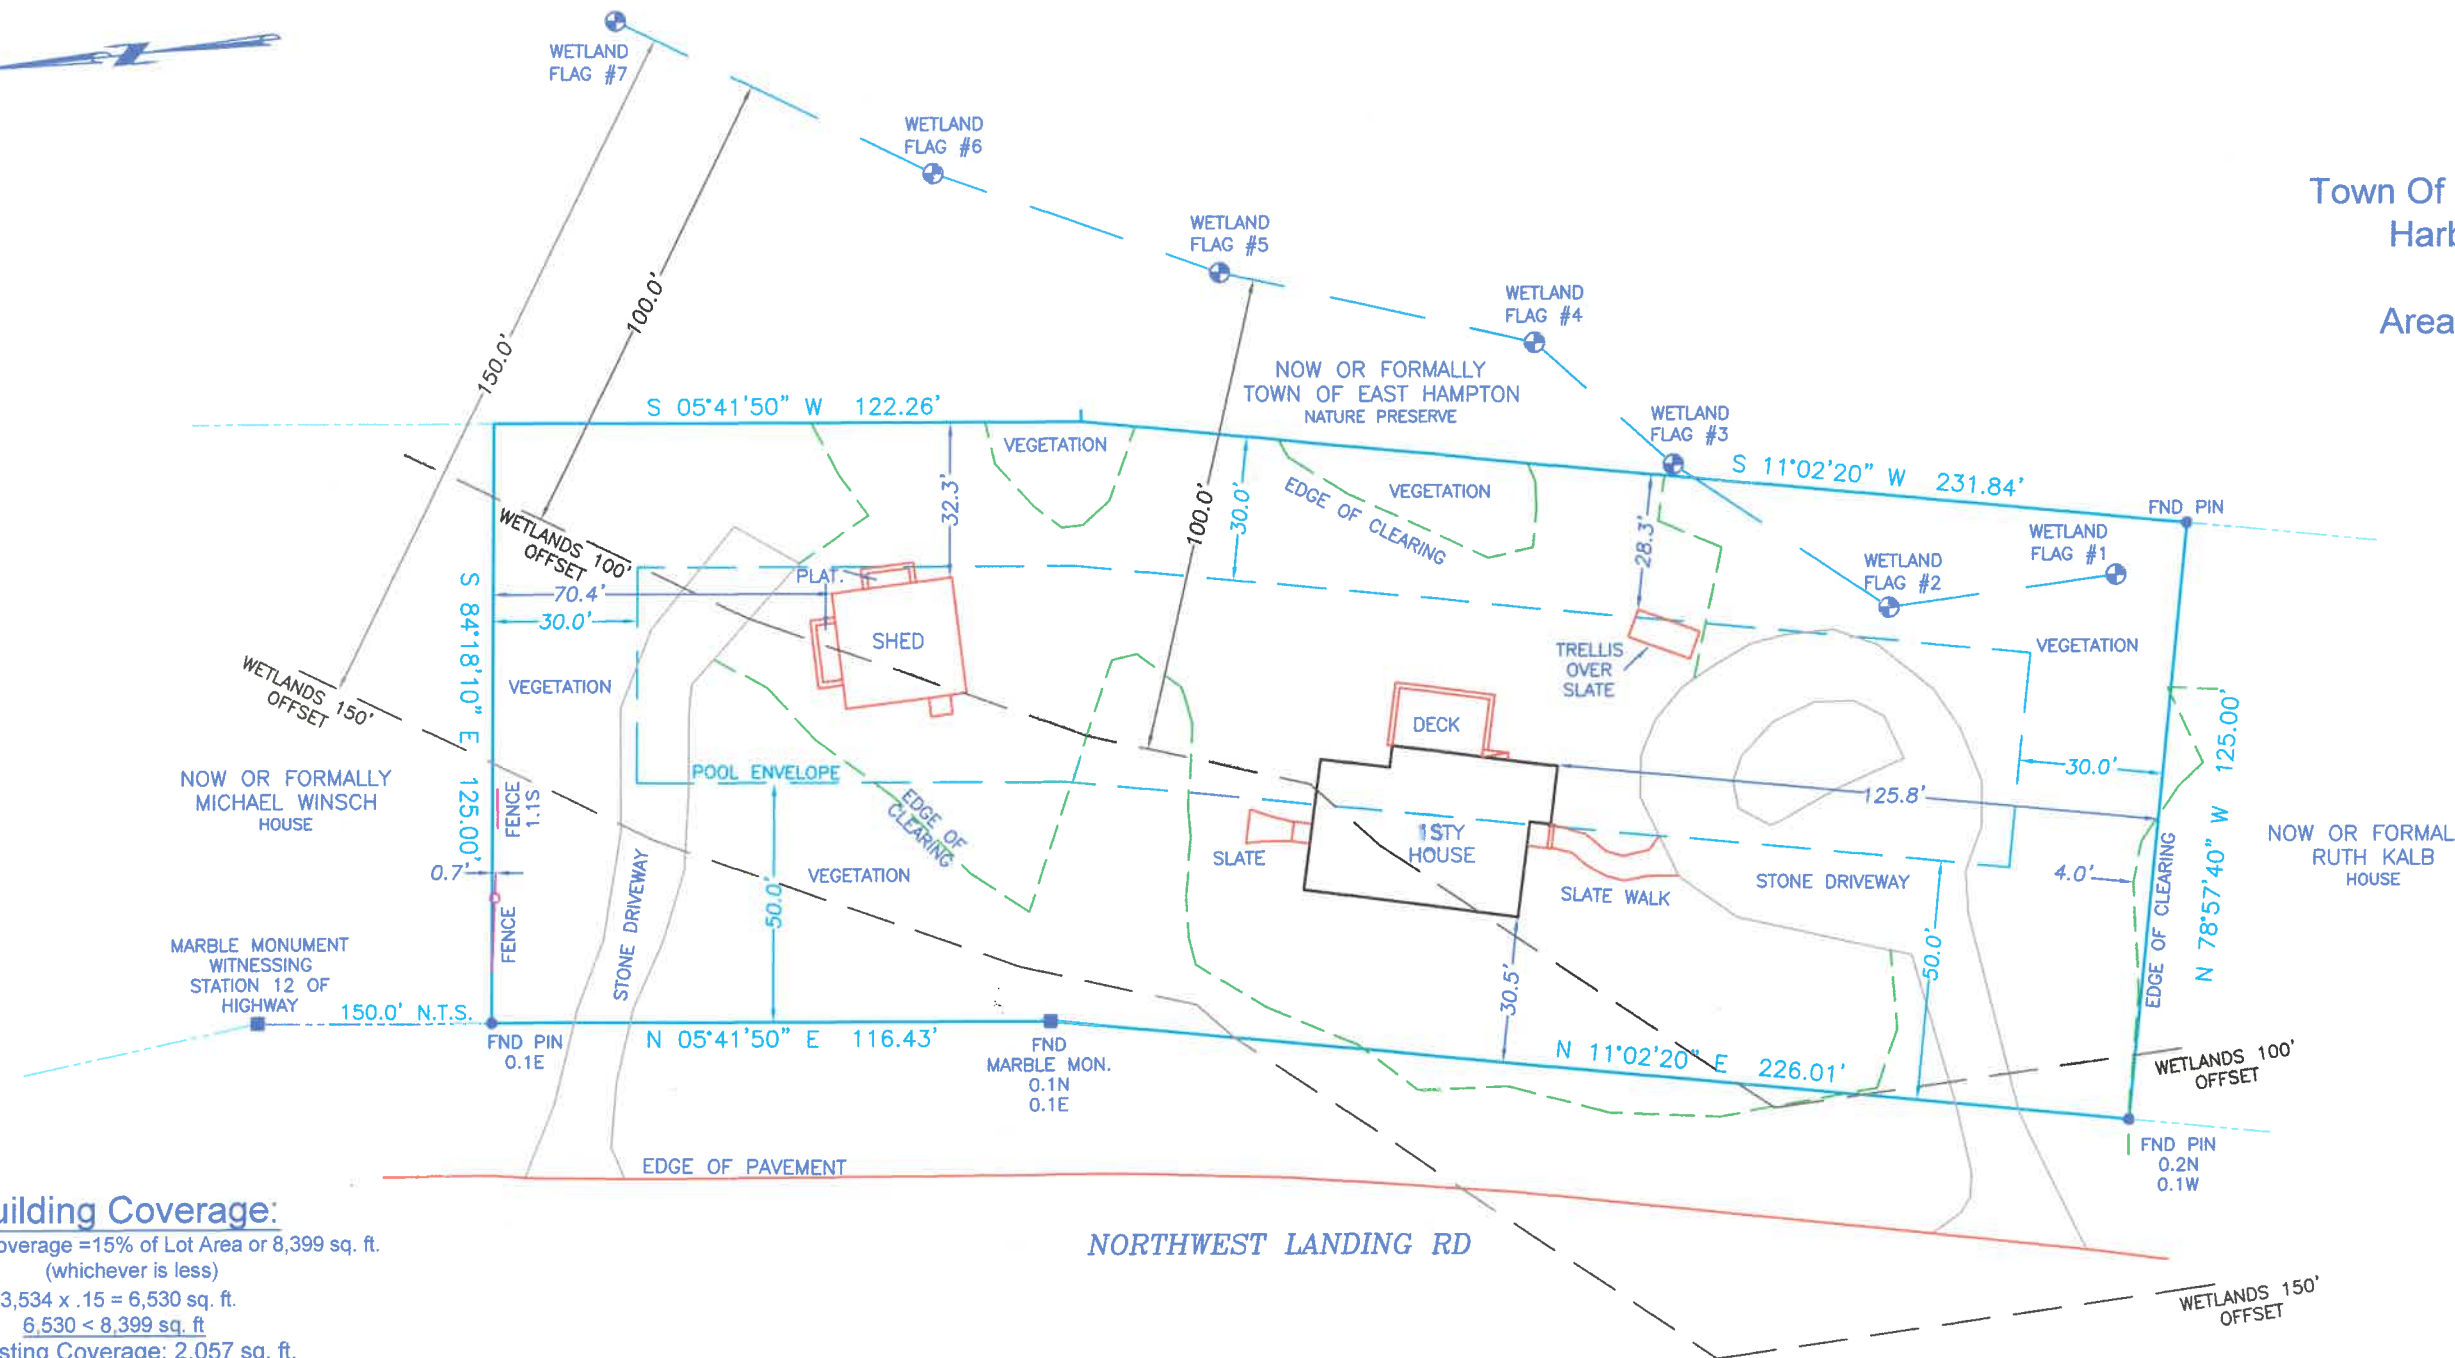 WETLAND
FLAG #7
WETLAND
FLAG #6
WETLAND
FLAG #5
WETLAND
FLAG #4
WETLAND
FLAG #3
WETLAND
FLAG #2
WETLAND
FLAG #1
Town Of
Harb
Area
150.0'
100.0'
100.0'
NOW OR FORMALLY
TOWN OF EAST HAMPTON
NATURE PRESERVE
S 05°41'50" W 122.26'
S 11°02'20" W 231.84'
FND PIN
VEGETATION
32.3'
30.0'
EDGE OF CLEARING
VEGETATION
28.3'
WETLANDS 100'
OFFSET
PLAT.
70.4'
30.0'
SHED
S 84°18'10" E 125.00'
VEGETATION
TRELLIS
OVER
SLATE
VEGETATION
WETLANDS 150'
OFFSET
DECK
POOL ENVELOPE
EDGE OF
CLEARING
125.8'
30.0'
N 78°57'40" W 125.00'
NOW OR FORMALLY
MICHAEL WINSCH
HOUSE
FENCE
1.1S
0.7'
FENCE
STONE DRIVEWAY
50.0'
VEGETATION
SLATE
1STY
HOUSE
SLATE WALK
STONE DRIVEWAY
4.0'
EDGE OF CLEARING
NOW OR FORMAL
RUTH KALB
HOUSE
MARBLE MONUMENT
WITNESSING
STATION 12 OF
HIGHWAY
150.0' N.T.S.
FND PIN
0.1E
N 05°41'50" E 116.43'
FND
MARBLE MON.
0.1N
0.1E
30.5'
50.0'
N 11°02'20" E 226.01'
WETLANDS 100'
OFFSET
FND PIN
0.2N
0.1W
EDGE OF PAVEMENT
NORTHWEST LANDING RD
WETLANDS 150'
OFFSET
uilding Coverage:
overage =15% of Lot Area or 8,399 sq. ft.
(whichever is less)
3,534 x .15 = 6,530 sq. ft.
6,530 < 8,399 sq. ft
sting Coverage: 2,057 sq. ft.